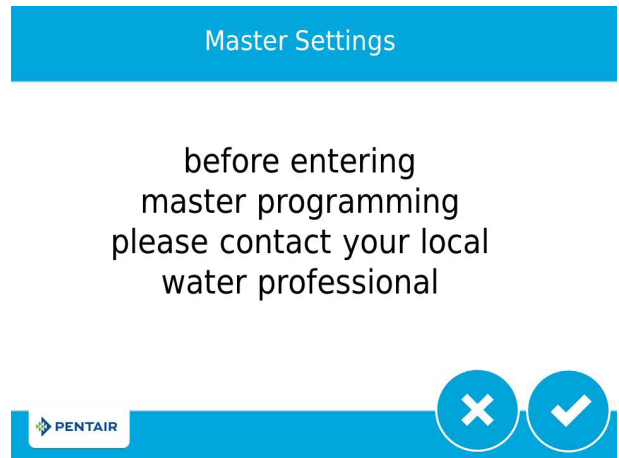 Master Settings
before entering
master programming
please contact your local
water professional
PENTAIR